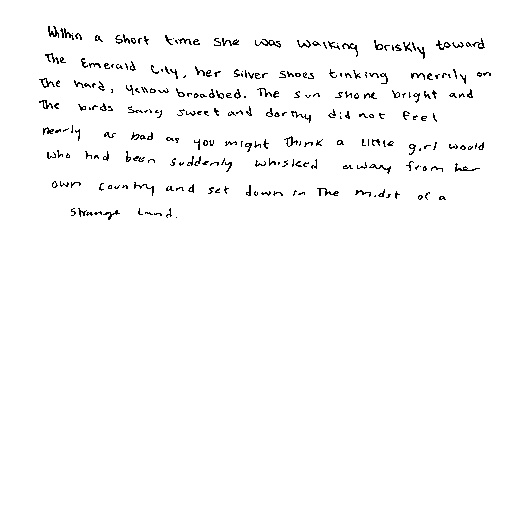 Within a short time she was walking briskly toward
The Emerald City, her silver shoes tinking merrily on
The hard, yellow broadbed. The sun shone bright and
The birds sang sweet and dorthy did not feel
nearly as bad as you might Think a little girl would
who had been suddenly whisked away from her
own country and set down in The midst of a
strange land.